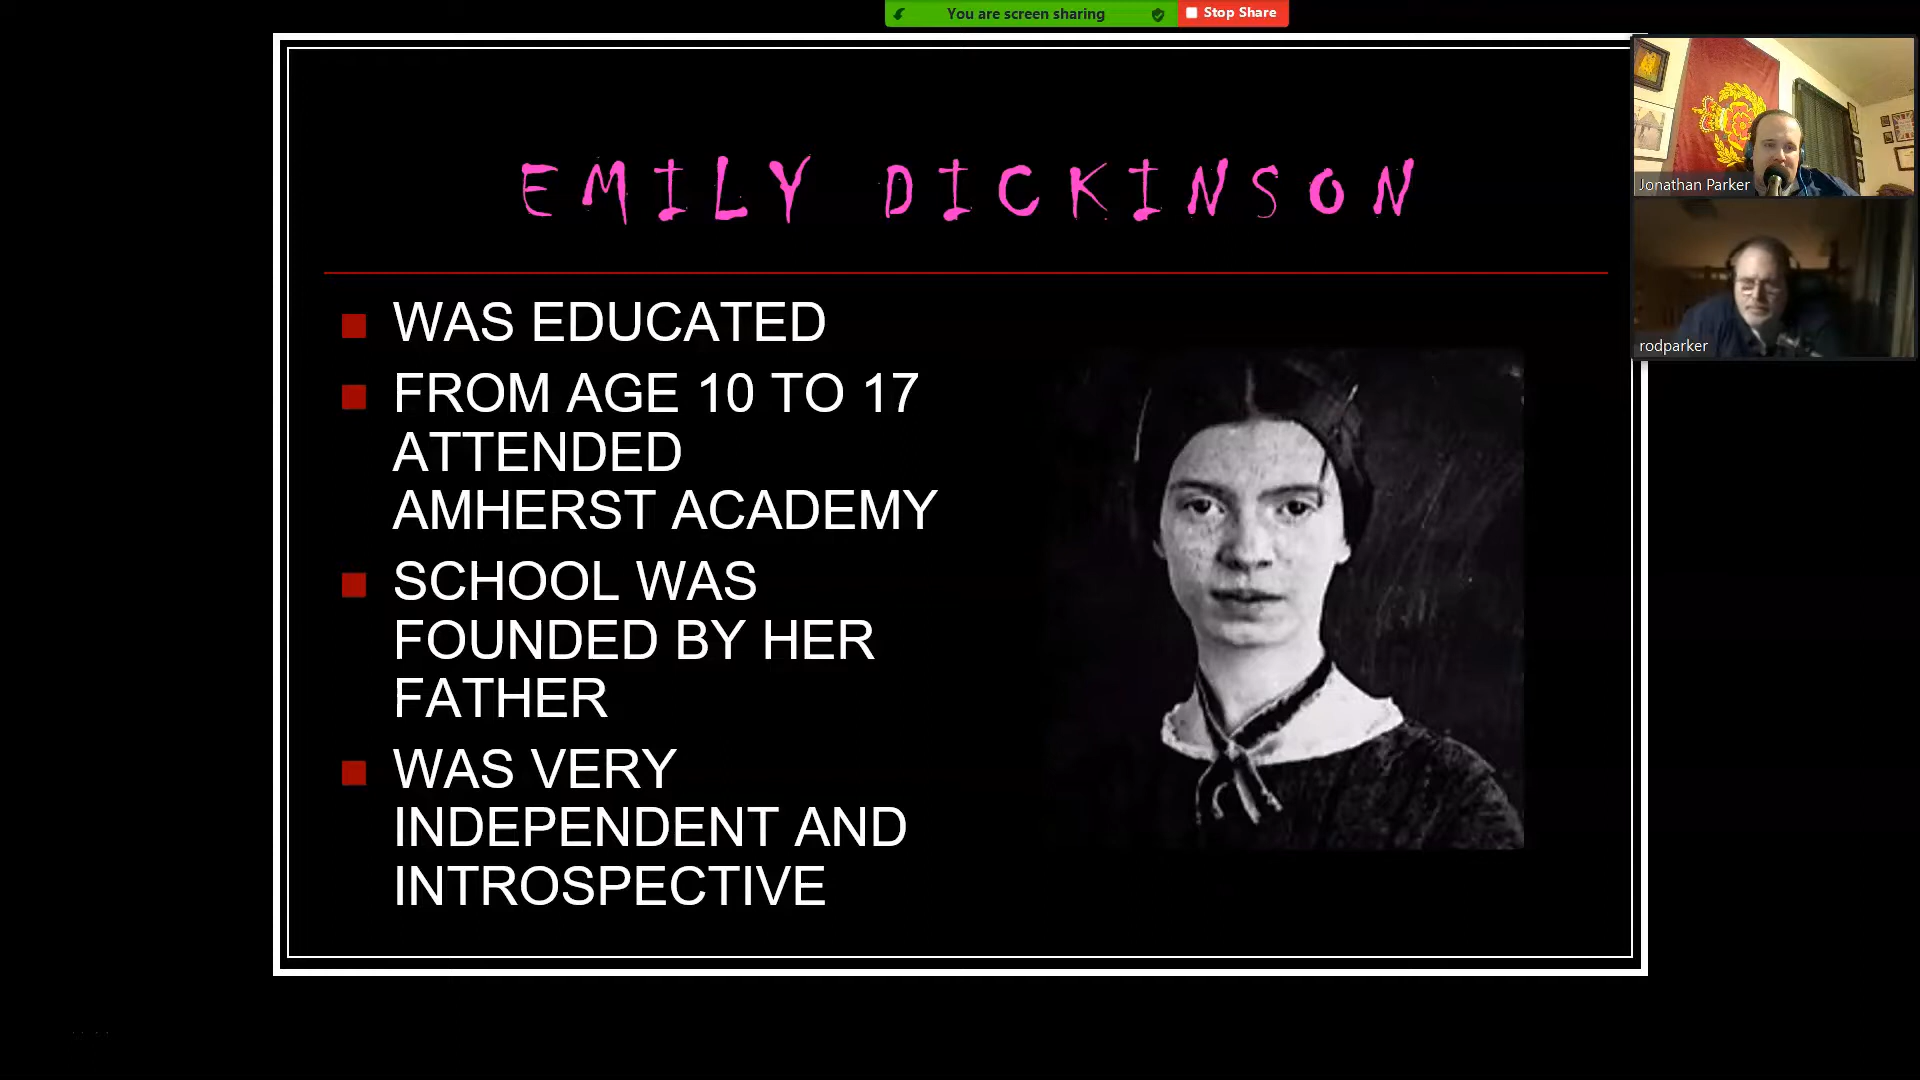 You are screen sharing
Stop Share
EMILY DICKINSON
WAS EDUCATED
FROM AGE 10 TO 17
ATTENDED
AMHERST ACADEMY
SCHOOL WAS
FOUNDED BY HER
FATHER
WAS VERY
INDEPENDENT AND
INTROSPECTIVE
Jonathan Parker
rodparker